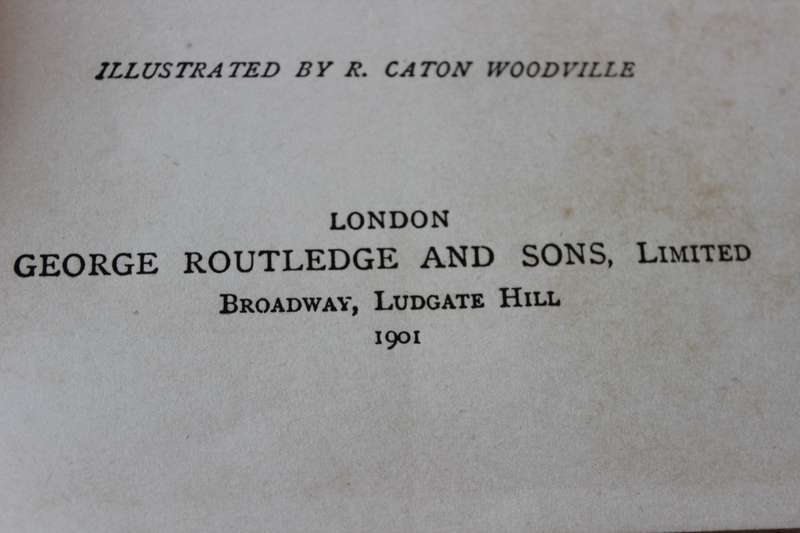 ILLUSTRATED BY R. CATON WOODVILLE
LONDON
GEORGE ROUTLEDGE AND SONS, LIMITED
BROADWAY, LUDGATE HILL
1901